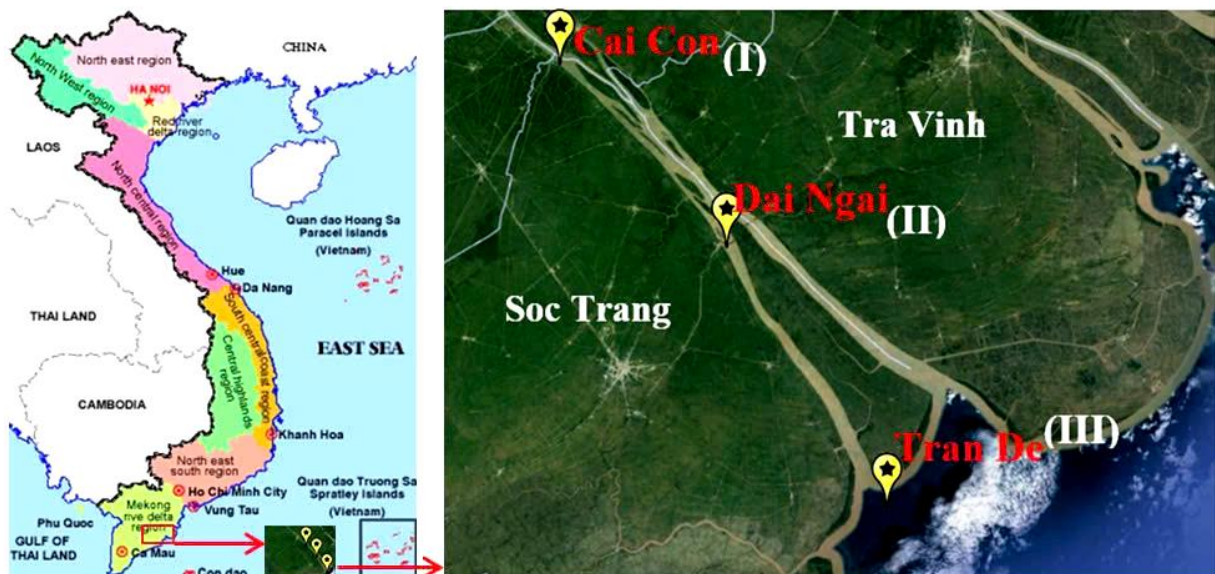 CHINA
North east region
North West region
HA NOI
Red river
delta region
LAOS
North central region
Quan dao Hoang Sa
Paracel Islands
(Vietnam)
Hue
Da Nang
THAI LAND
South central
coast region
EAST SEA
Central highlands
region
CAMBODIA
Khanh Hoa
North east
south region
Quan dao Truong Sa
Spratley Islands
(Vietnam)
Ho Chi Minh City
Mekong
rive delta
region
Vung Tau
Phu Quoc
GULF OF
THAI LAND
Ca Mau
Con dao
Cai Con (I)
Tra Vinh
Dai Ngai (II)
Soc Trang
Tran De (III)